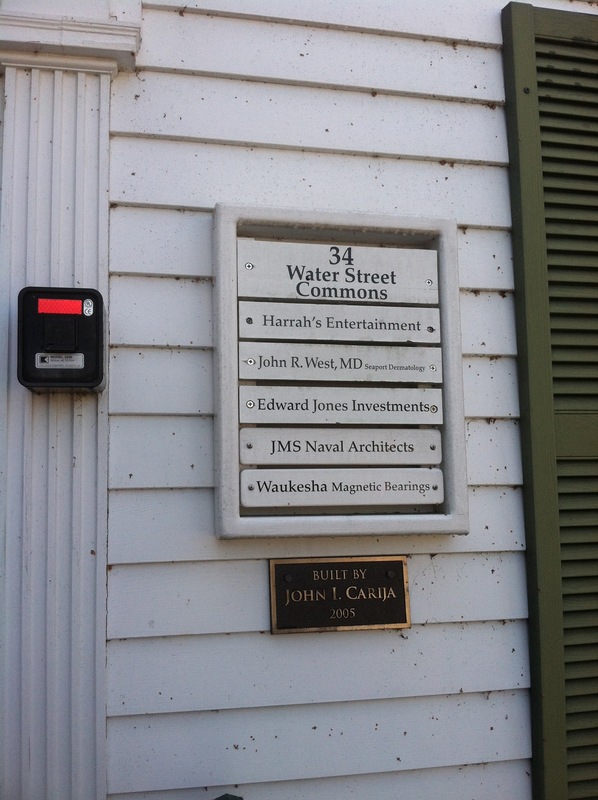 34
Water Street
Commons
Harrah's Entertainment
John R. West, MD Seaport Dermatology
Edward Jones Investments
JMS Naval Architects
Waukesha Magnetic Bearings
BUILT BY
JOHN I. CARIJA
2005